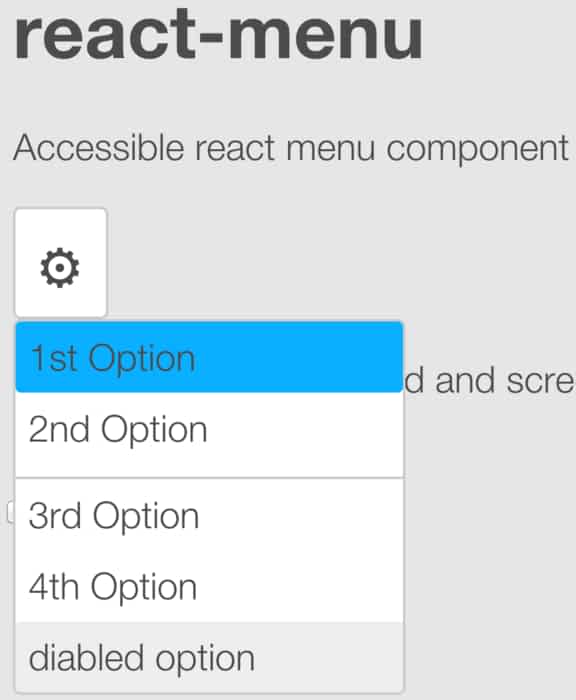 react-menu
Accessible react menu component
1st Option
d and scre
2nd Option
3rd Option
4th Option
diabled option